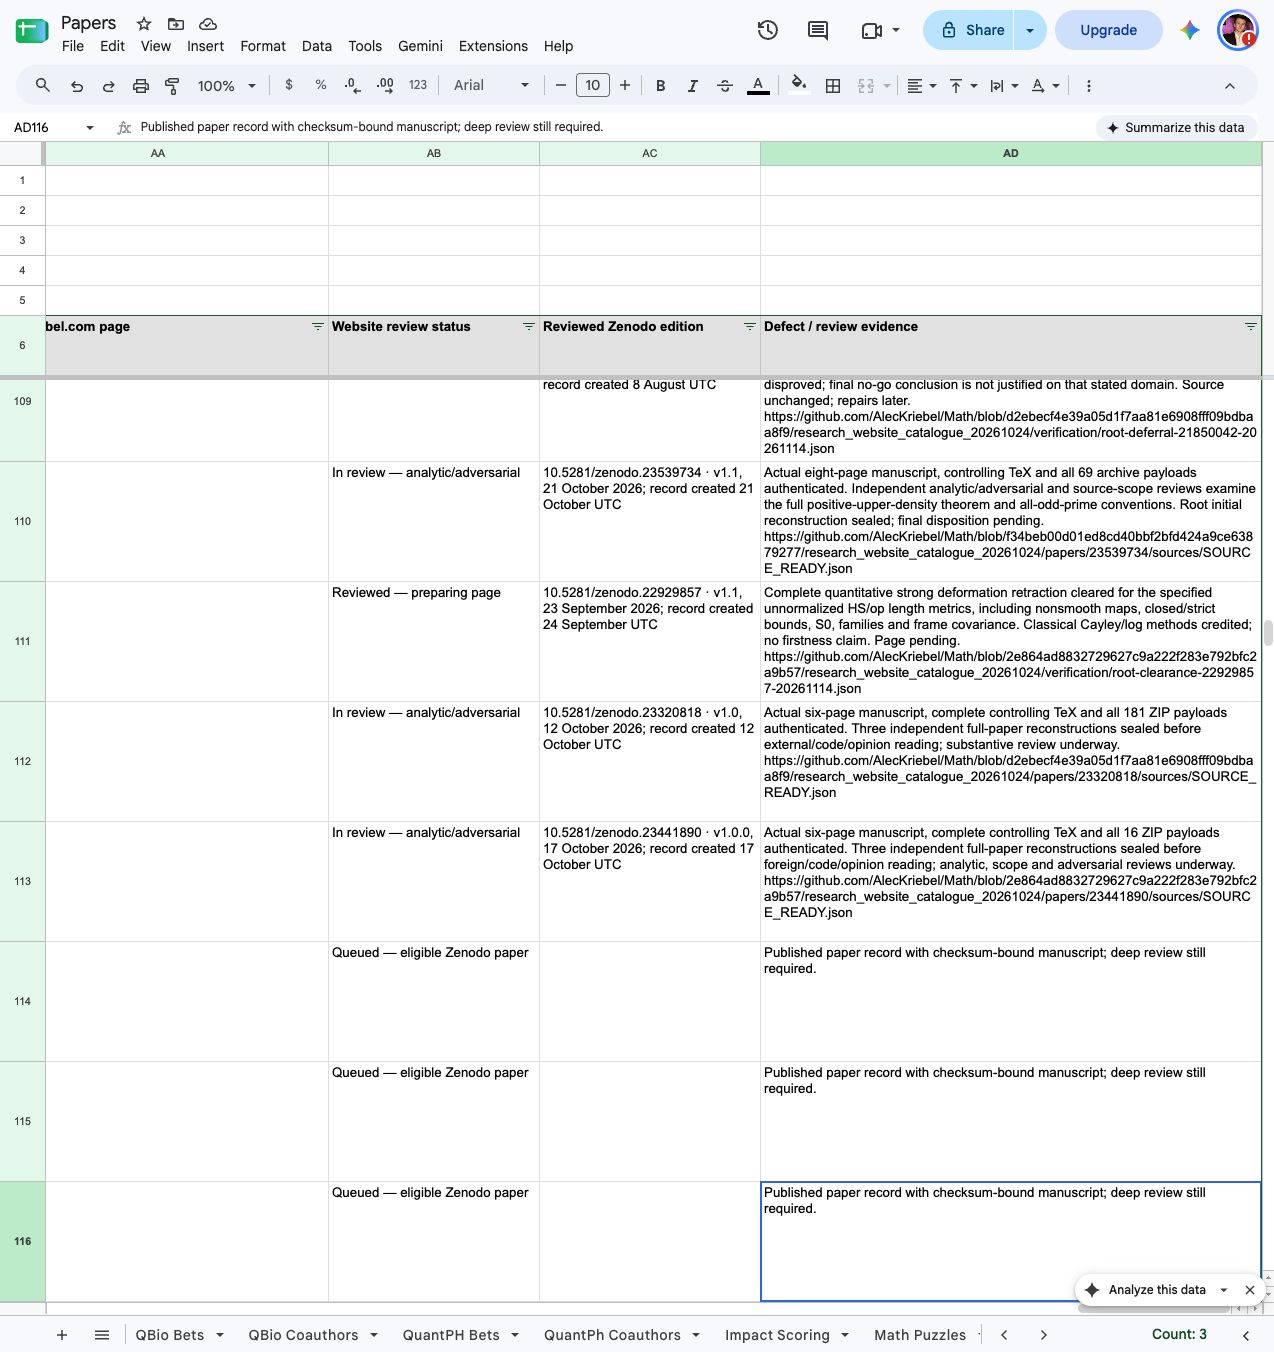 Papers
File Edit View Insert Format Data Tools Gemini Extensions Help
Share
Upgrade
100% $ % .0 .00 123 Arial 10 B I S A A
AD116
fx Published paper record with checksum-bound manuscript; deep review still required.
Summarize this data
AA AB AC AD
1
2
3
4
5
6
bel.com page
Website review status
Reviewed Zenodo edition
Defect / review evidence
109
record created 8 August UTC
disproved; final no-go conclusion is not justified on that stated domain. Source
unchanged; repairs later.
https://github.com/AlecKriebel/Math/blob/d2ebecf4e39a05d1f7aa81e6908fff09bdba
a8f9/research_website_catalogue_20261024/verification/root-deferral-21850042-20
261114.json
110
In review — analytic/adversarial
10.5281/zenodo.23539734 · v1.1,
21 October 2026; record created 21
October UTC
Actual eight-page manuscript, controlling TeX and all 69 archive payloads
authenticated. Independent analytic/adversarial and source-scope reviews examine
the full positive-upper-density theorem and all-odd-prime conventions. Root initial
reconstruction sealed; final disposition pending.
https://github.com/AlecKriebel/Math/blob/f34beb00d01ed8cd40bbf2bfd424a9ce638
79277/research_website_catalogue_20261024/papers/23539734/sources/SOURC
E_READY.json
111
Reviewed — preparing page
10.5281/zenodo.22929857 · v1.1,
23 September 2026; record created
24 September UTC
Complete quantitative strong deformation retraction cleared for the specified
unnormalized HS/op length metrics, including nonsmooth maps, closed/strict
bounds, S0, families and frame covariance. Classical Cayley/log methods credited;
no firstness claim. Page pending.
https://github.com/AlecKriebel/Math/blob/2e864ad8832729627c9a222f283e792bfc2
a9b57/research_website_catalogue_20261024/verification/root-clearance-2292985
7-20261114.json
112
In review — analytic/adversarial
10.5281/zenodo.23320818 · v1.0,
12 October 2026; record created 12
October UTC
Actual six-page manuscript, complete controlling TeX and all 181 ZIP payloads
authenticated. Three independent full-paper reconstructions sealed before
external/code/opinion reading; substantive review underway.
https://github.com/AlecKriebel/Math/blob/d2ebecf4e39a05d1f7aa81e6908fff09bdba
a8f9/research_website_catalogue_20261024/papers/23320818/sources/SOURCE_
READY.json
113
In review — analytic/adversarial
10.5281/zenodo.23441890 · v1.0.0,
17 October 2026; record created 17
October UTC
Actual six-page manuscript, complete controlling TeX and all 16 ZIP payloads
authenticated. Three independent full-paper reconstructions sealed before
foreign/code/opinion reading; analytic, scope and adversarial reviews underway.
https://github.com/AlecKriebel/Math/blob/2e864ad8832729627c9a222f283e792bfc2
a9b57/research_website_catalogue_20261024/papers/23441890/sources/SOURC
E_READY.json
114
Queued — eligible Zenodo paper
Published paper record with checksum-bound manuscript; deep review still
required.
115
Queued — eligible Zenodo paper
Published paper record with checksum-bound manuscript; deep review still
required.
116
Queued — eligible Zenodo paper
Published paper record with checksum-bound manuscript; deep review still
required.
Analyze this data
QBio Bets QBio Coauthors QuantPH Bets QuantPh Coauthors Impact Scoring Math Puzzles Count: 3